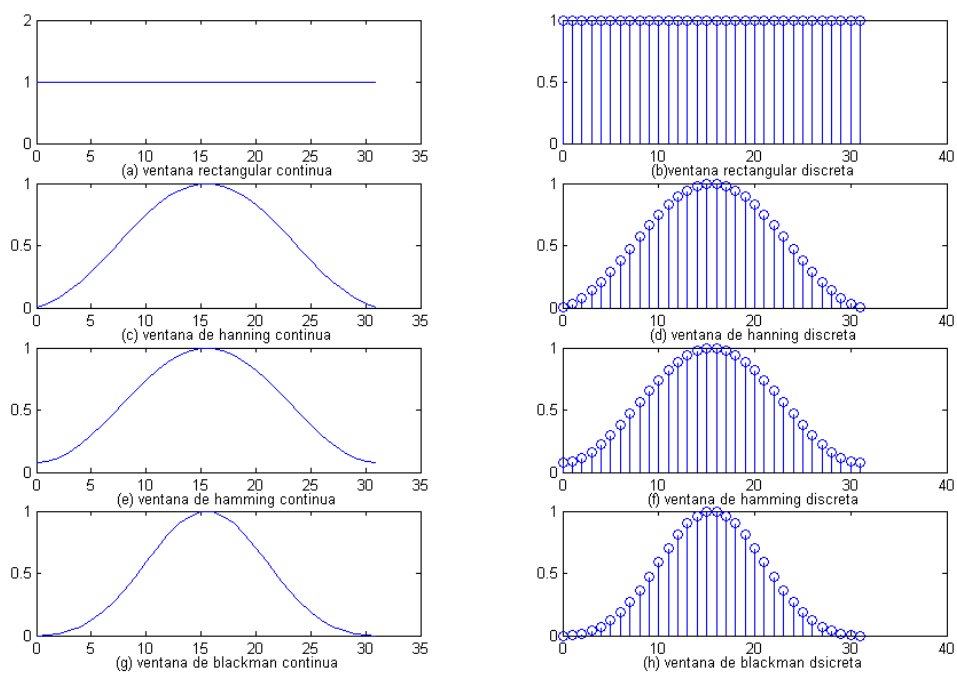 2
1
0
0 5 10 15 20 25 30 35
(a) ventana rectangular continua
1
0.5
0
0 10 20 30 40
(b)ventana rectangular discreta
1
0.5
0
0 5 10 15 20 25 30 35
(c) ventana de hanning continua
1
0.5
0
0 10 20 30 40
(d) ventana de hanning discreta
1
0.5
0
0 5 10 15 20 25 30 35
(e) ventana de hamming continua
1
0.5
0
0 10 20 30 40
(f) ventana de hamming discreta
1
0.5
0
0 5 10 15 20 25 30 35
(g) ventana de blackman continua
1
0.5
0
0 10 20 30 40
(h) ventana de blackman dsicreta